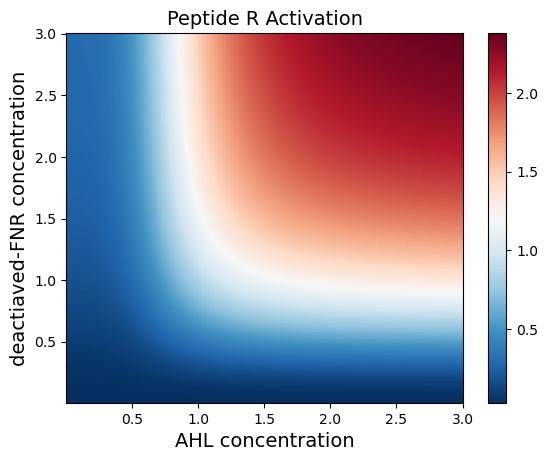 Peptide R Activation
3.0
2.5
2.0
1.5
1.0
0.5
deactiaved-FNR concentration
0.5 1.0 1.5 2.0 2.5 3.0
AHL concentration
2.0
1.5
1.0
0.5